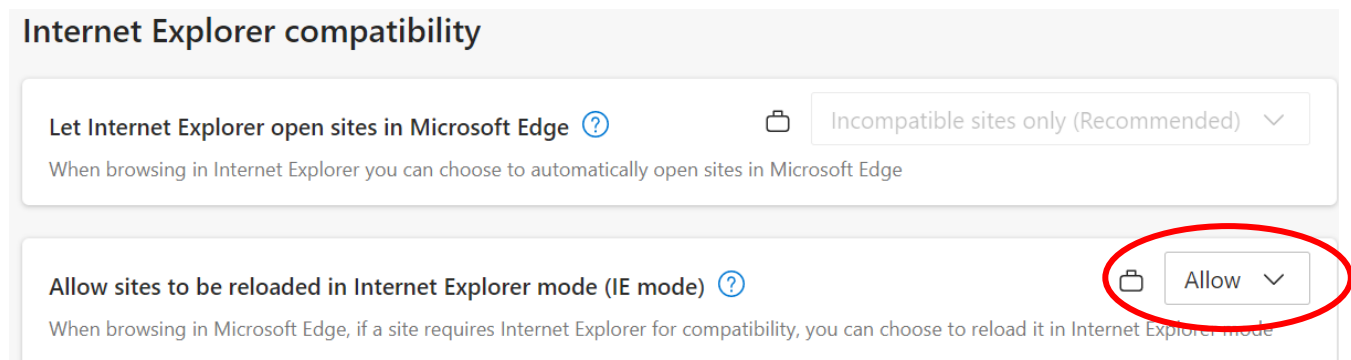 Internet Explorer compatibility
Let Internet Explorer open sites in Microsoft Edge ?
Incompatible sites only (Recommended)
When browsing in Internet Explorer you can choose to automatically open sites in Microsoft Edge
Allow sites to be reloaded in Internet Explorer mode (IE mode) ?
Allow
When browsing in Microsoft Edge, if a site requires Internet Explorer for compatibility, you can choose to reload it in Internet Explorer mode